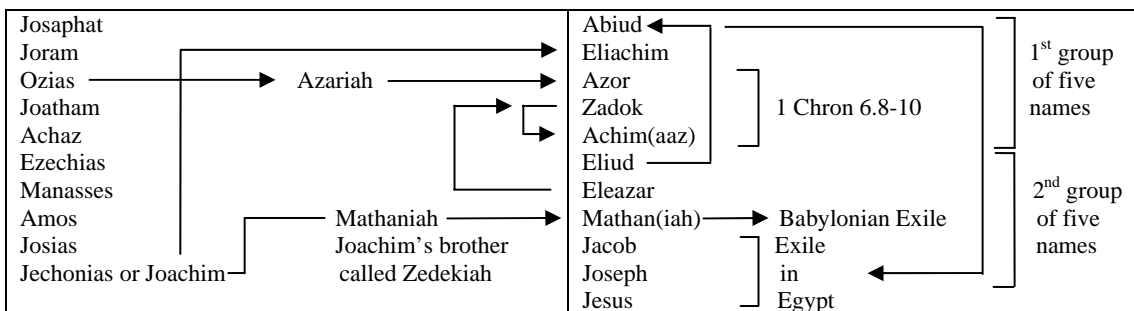 Josaphat
Joram
Ozias
Joatham
Achaz
Ezechias
Manasses
Amos
Josias
Jechonias or Joachim
Azariah
Mathaniah
Joachim's brother
called Zedekiah
Abiud
Eliachim
Azor
Zadok
Achim(aaz)
Eliud
Eleazar
Mathan(iah)
Jacob
Joseph
Jesus
1 Chron 6.8-10
Babylonian Exile
Exile
in
Egypt
1st group
of five
names
2nd group
of five
names